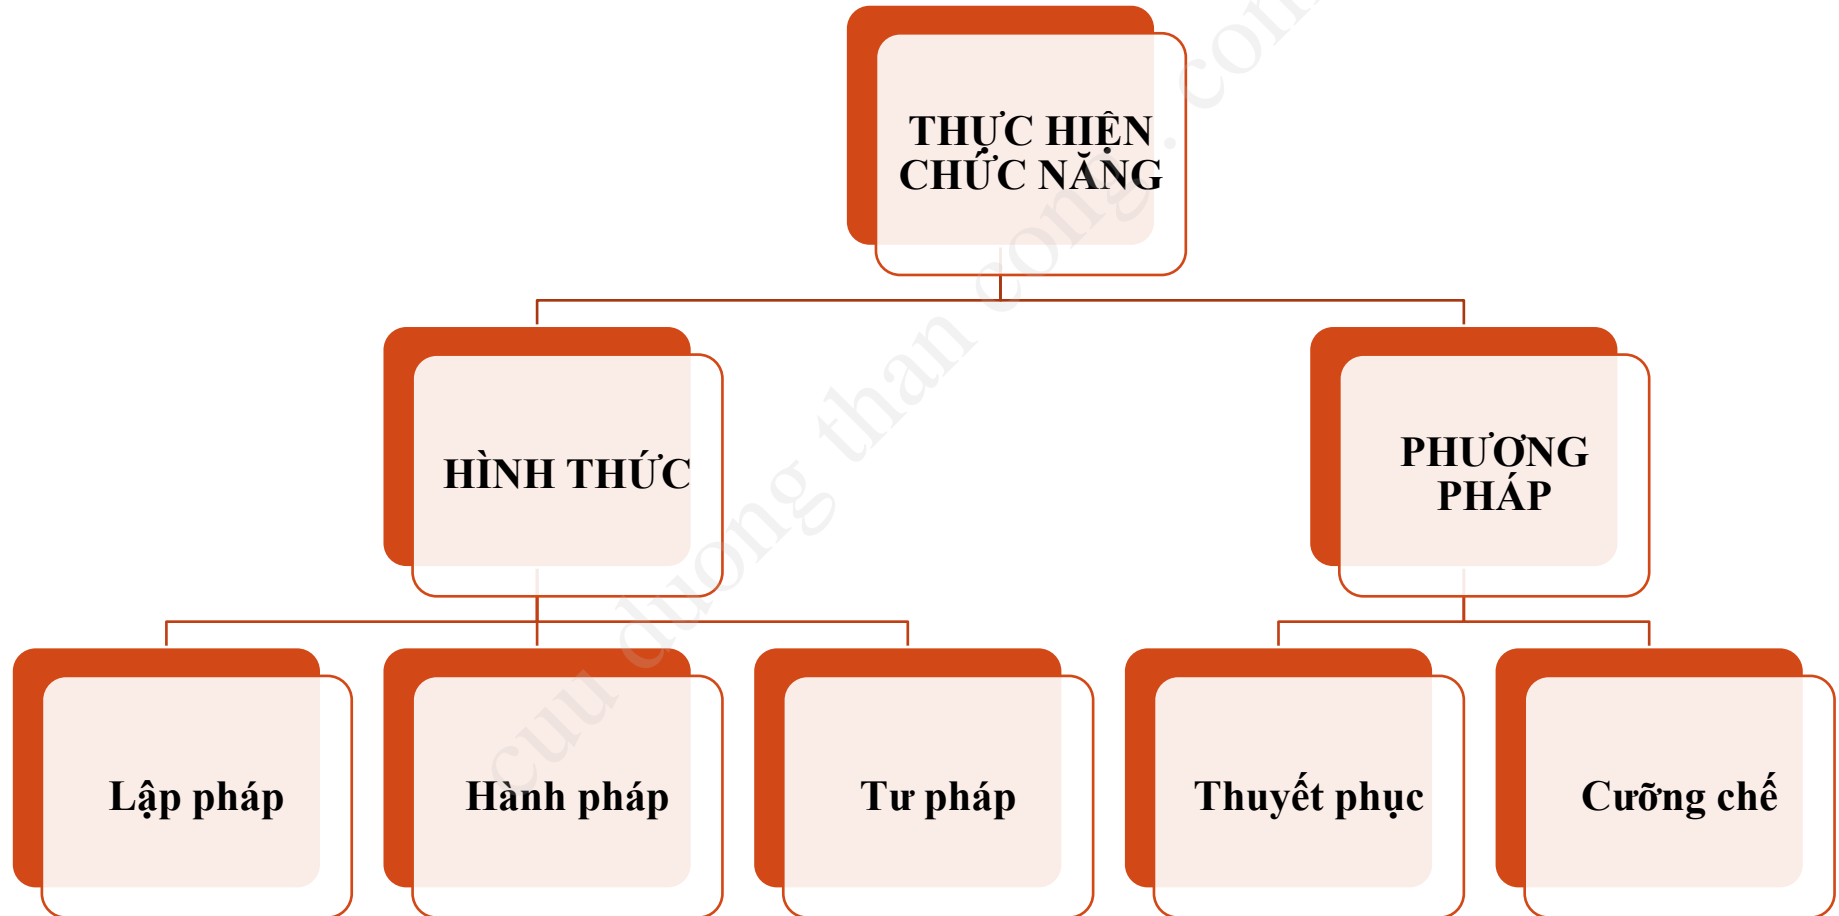 THỰC HIỆN
CHỨC NĂNG
HÌNH THỨC
PHƯƠNG
PHÁP
Lập pháp
Hành pháp
Tư pháp
Thuyết phục
Cưỡng chế
cuu duong than cong . com